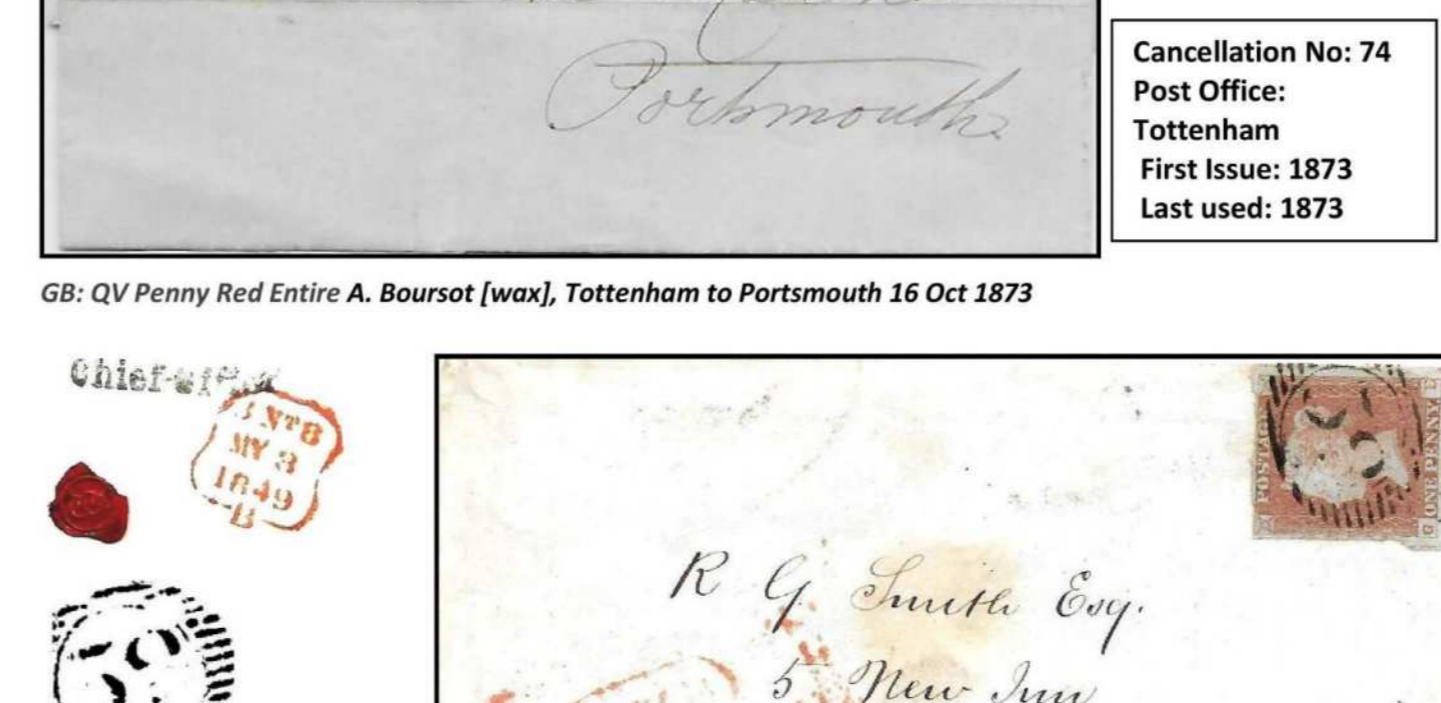 Portsmouth
Cancellation No: 74
Post Office:
Tottenham
First Issue: 1873
Last used: 1873
GB: QV Penny Red Entire A. Boursot [wax], Tottenham to Portsmouth 16 Oct 1873
MY 3
1849
B
POSTAGE
ONE PENNY
R G Smith Esq.
5 New Inn